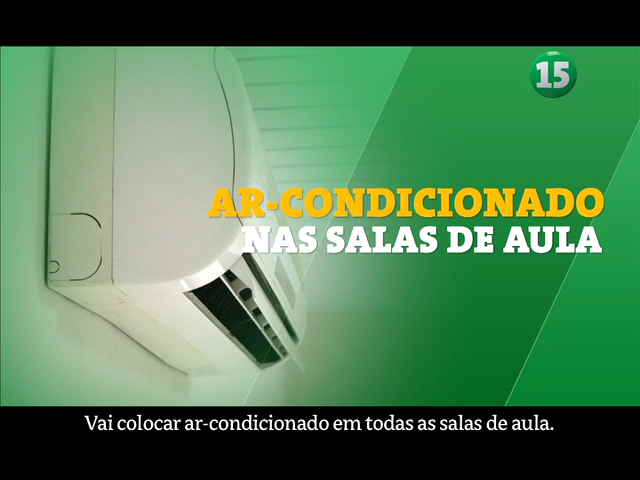 15
AR-CONDICIONADO
NAS SALAS DE AULA
Vai colocar ar-condicionado em todas as salas de aula.